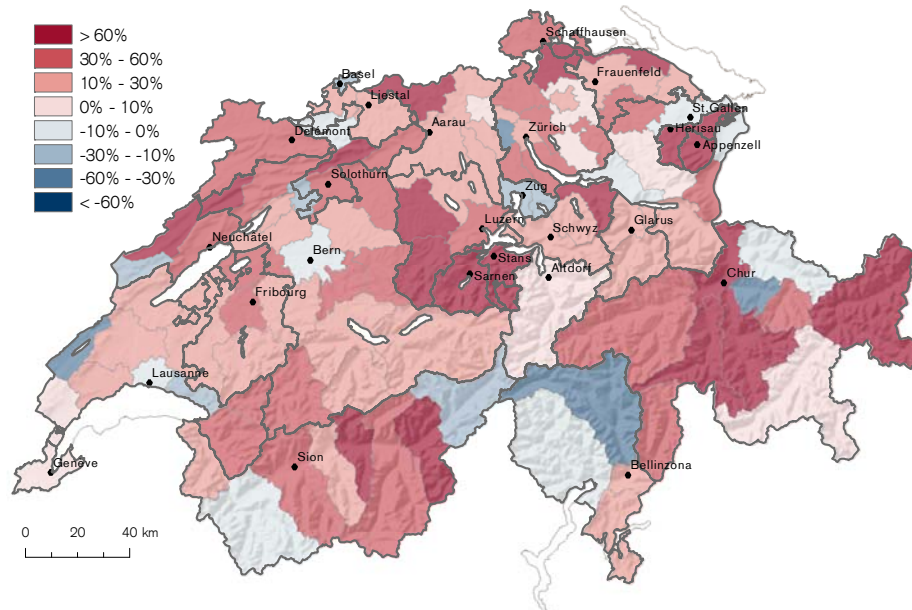 > 60%
30% - 60%
10% - 30%
0% - 10%
-10% - 0%
-30% - -10%
-60% - -30%
< -60%
Schaffhausen
Basel
Frauenfeld
Liestal
St.Gallen
Delémont
Aarau
Zürich
Herisau
Appenzell
Solothurn
Zug
Neuchâtel
Luzern
Schwyz
Glarus
Bern
Stans
Sarnen
Altdorf
Chur
Fribourg
Lausanne
Genève
Sion
Bellinzona
0 20 40 km